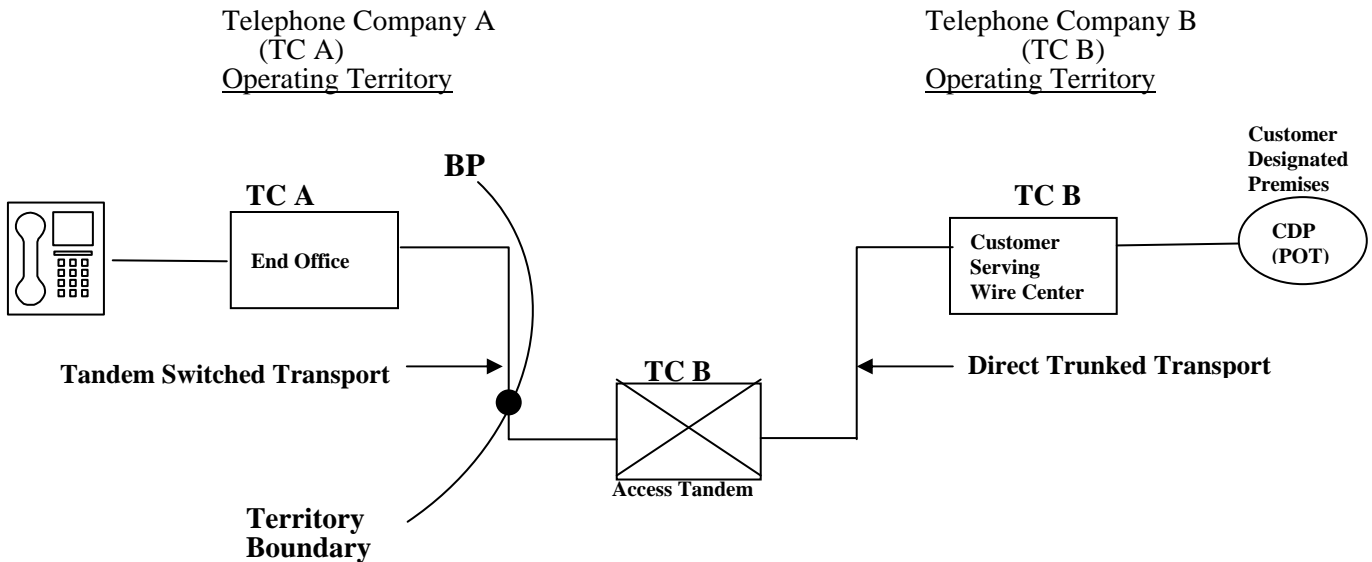 Telephone Company A
(TC A)
Operating Territory
Telephone Company B
(TC B)
Operating Territory
BP
TC A
End Office
TC B
Customer
Serving
Wire Center
Customer
Designated
Premises
CDP
(POT)
Tandem Switched Transport
TC B
Access Tandem
Direct Trunked Transport
Territory
Boundary